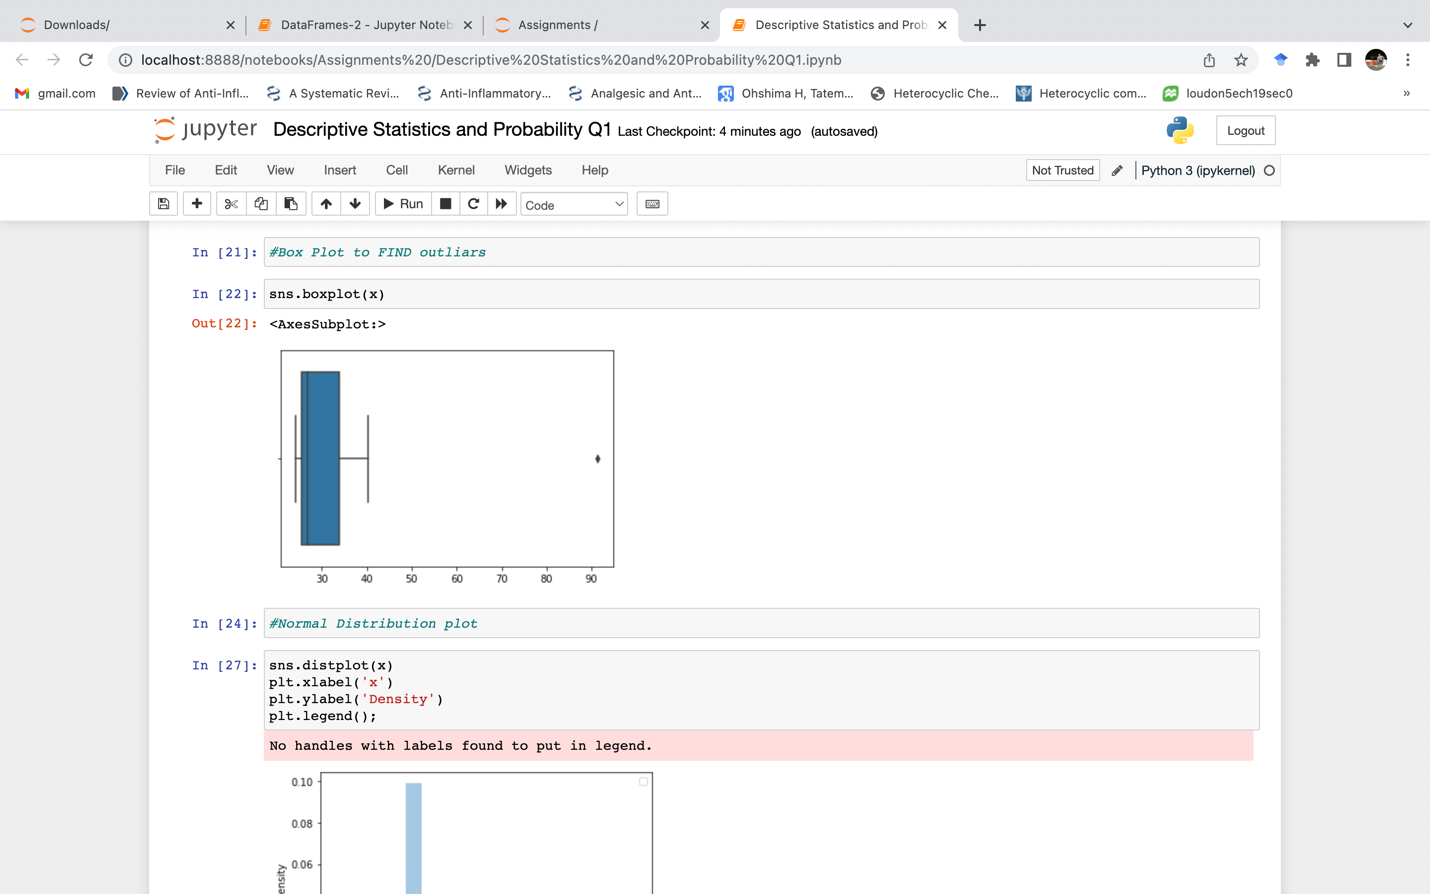 Downloads/
DataFrames-2 - Jupyter Noteb
Assignments /
Descriptive Statistics and Prob
localhost:8888/notebooks/Assignments%20/Descriptive%20Statistics%20and%20Probability%20Q1.ipynb
gmail.com
Review of Anti-Infl...
A Systematic Revi...
Anti-Inflammatory...
Analgesic and Ant...
Ohshima H, Tatem...
Heterocyclic Che...
Heterocyclic com...
loudon5ech19sec0
»
jupyter Descriptive Statistics and Probability Q1 Last Checkpoint: 4 minutes ago (autosaved)
Logout
File Edit View Insert Cell Kernel Widgets Help
Not Trusted
Python 3 (ipykernel)
Run
Code
In [21]: #Box Plot to FIND outliars
In [22]: sns.boxplot(x)
Out[22]: <AxesSubplot:>
30 40 50 60 70 80 90
In [24]: #Normal Distribution plot
In [27]: sns.distplot(x)
plt.xlabel('x')
plt.ylabel('Density')
plt.legend();
No handles with labels found to put in legend.
0.10
0.08
0.06